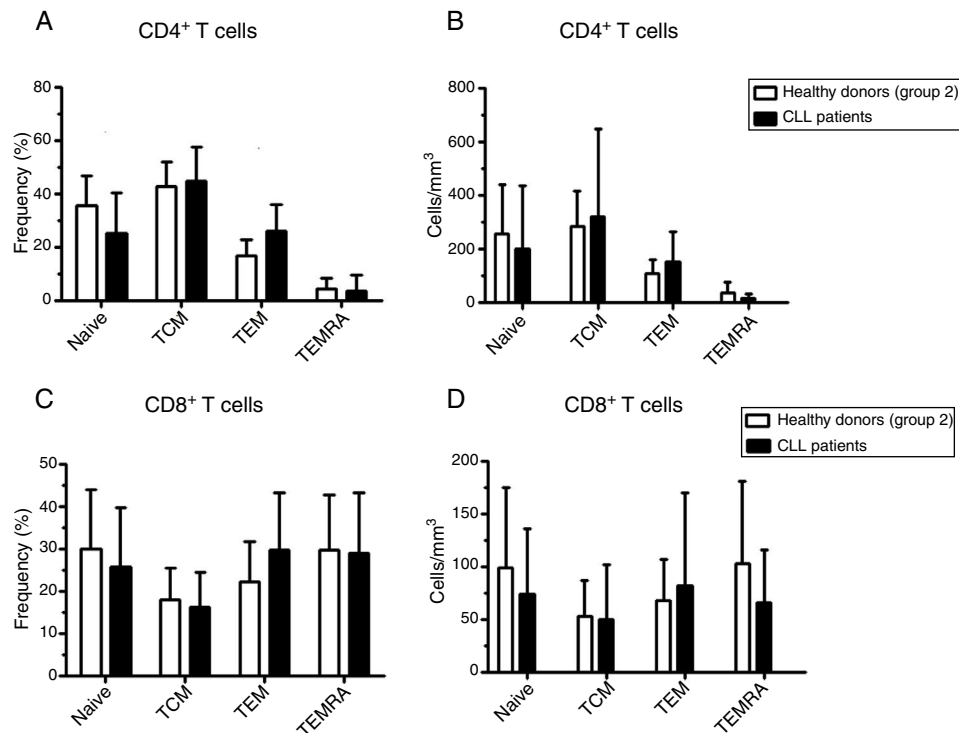 A
CD4+ T cells
Frequency (%)
80
60
40
20
0
Naive
TCM
TEM
TEMRA
B
CD4+ T cells
Healthy donors (group 2)
CLL patients
Cells/mm³
800
600
400
200
0
Naive
TCM
TEM
TEMRA
C
CD8+ T cells
Frequency (%)
50
40
30
20
10
0
Naive
TCM
TEM
TEMRA
D
CD8+ T cells
Healthy donors (group 2)
CLL patients
Cells/mm³
200
150
100
50
0
Naive
TCM
TEM
TEMRA